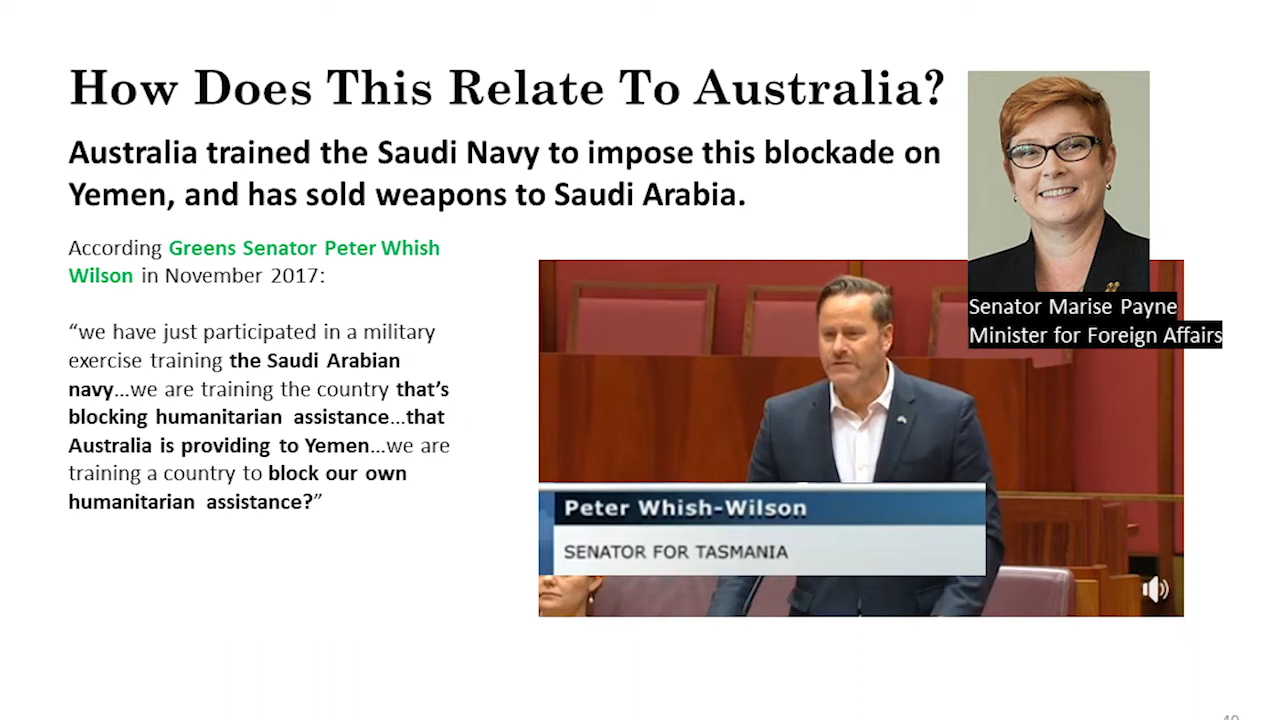 How Does This Relate To Australia?
Australia trained the Saudi Navy to impose this blockade on
Yemen, and has sold weapons to Saudi Arabia.
According Greens Senator Peter Whish
Wilson in November 2017:
“we have just participated in a military
exercise training the Saudi Arabian
navy…we are training the country that’s
blocking humanitarian assistance…that
Australia is providing to Yemen…we are
training a country to block our own
humanitarian assistance?”
Senator Marise Payne
Minister for Foreign Affairs
Peter Whish-Wilson
SENATOR FOR TASMANIA